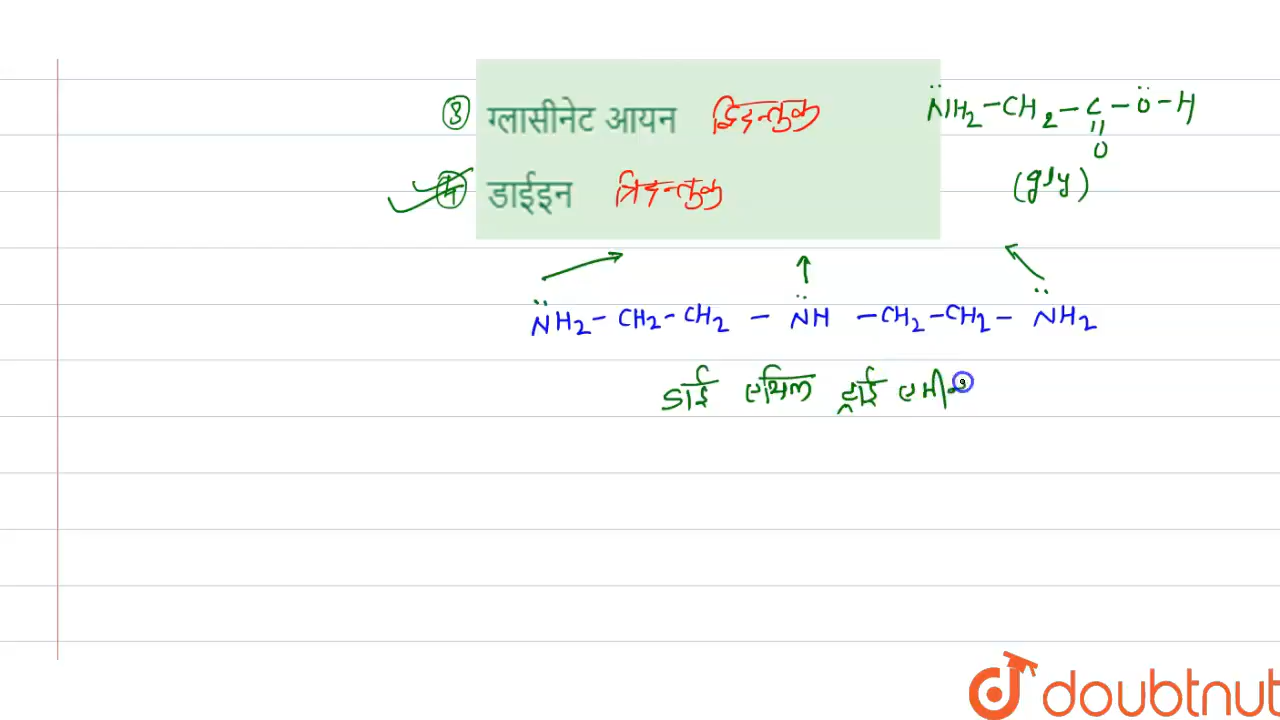 ③ ग्लासीनेट आयन द्विदन्तुक N̈H₂-CH₂-C-Ö-H
॥
O
④ डाईइन त्रिदन्तुक (gly)
N̈H₂-CH₂-CH₂-N̈H-CH₂-CH₂-N̈H₂
डाई एथिल ट्राई एमीन
doubtnut